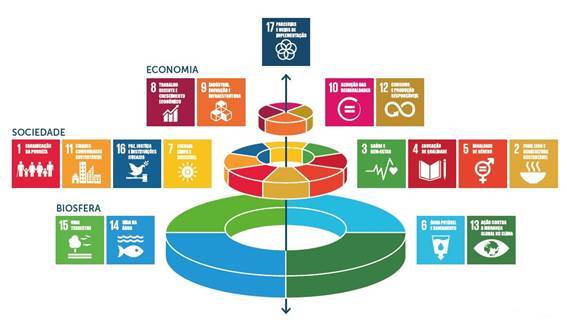 17 PARCERIAS
E MEIOS DE
IMPLEMENTAÇÃO
ECONOMIA
8 TRABALHO
DECENTE E
CRESCIMENTO
ECONÔMICO
9 INDÚSTRIA,
INOVAÇÃO E
INFRAESTRUTURA
10 REDUÇÃO DAS
DESIGUALDADES
12 CONSUMO
E PRODUÇÃO
RESPONSÁVEIS
SOCIEDADE
1 ERRADICAÇÃO
DA POBREZA
11 CIDADES E
COMUNIDADES
SUSTENTÁVEIS
16 PAZ, JUSTIÇA
E INSTITUIÇÕES
EFICAZES
7 ENERGIA
LIMPA E
ACESSÍVEL
3 SAÚDE E
BEM-ESTAR
4 EDUCAÇÃO
DE QUALIDADE
5 IGUALDADE
DE GÊNERO
2 FOME ZERO E
AGRICULTURA
SUSTENTÁVEL
BIOSFERA
15 VIDA
TERRESTRE
14 VIDA NA
ÁGUA
6 ÁGUA POTÁVEL
E SANEAMENTO
13 AÇÃO CONTRA
A MUDANÇA
GLOBAL DO CLIMA